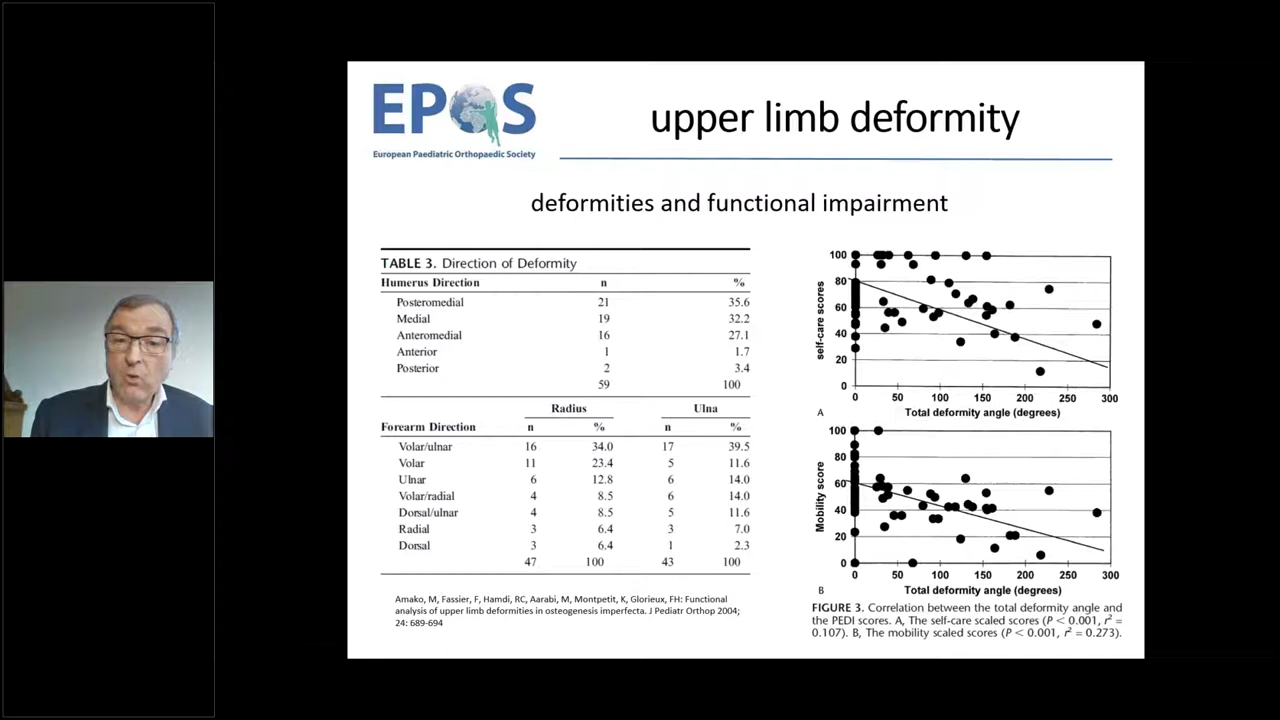 EPOS
European Paediatric Orthopaedic Society
upper limb deformity
deformities and functional impairment
TABLE 3. Direction of Deformity
Humerus Direction n %
Posteromedial 21 35.6
Medial 19 32.2
Anteromedial 16 27.1
Anterior 1 1.7
Posterior 2 3.4
59 100
Radius Ulna
Forearm Direction n % n %
Volar/ulnar 16 34.0 17 39.5
Volar 11 23.4 5 11.6
Ulnar 6 12.8 6 14.0
Volar/radial 4 8.5 6 14.0
Dorsal/ulnar 4 8.5 5 11.6
Radial 3 6.4 3 7.0
Dorsal 3 6.4 1 2.3
47 100 43 100
Amako, M, Fassier, F, Hamdi, RC, Aarabi, M, Montpetit, K, Glorieux, FH: Functional
analysis of upper limb deformities in osteogenesis imperfecta. J Pediatr Orthop 2004;
24: 689-694
self-care scores
100
80
60
40
20
0
0 50 100 150 200 250 300
A Total deformity angle (degrees)
Mobility score
100
80
60
40
20
0
0 50 100 150 200 250 300
B Total deformity angle (degrees)
FIGURE 3. Correlation between the total deformity angle and
the PEDI scores. A, The self-care scaled scores (P < 0.001, r² =
0.107). B, The mobility scaled scores (P < 0.001, r² = 0.273).